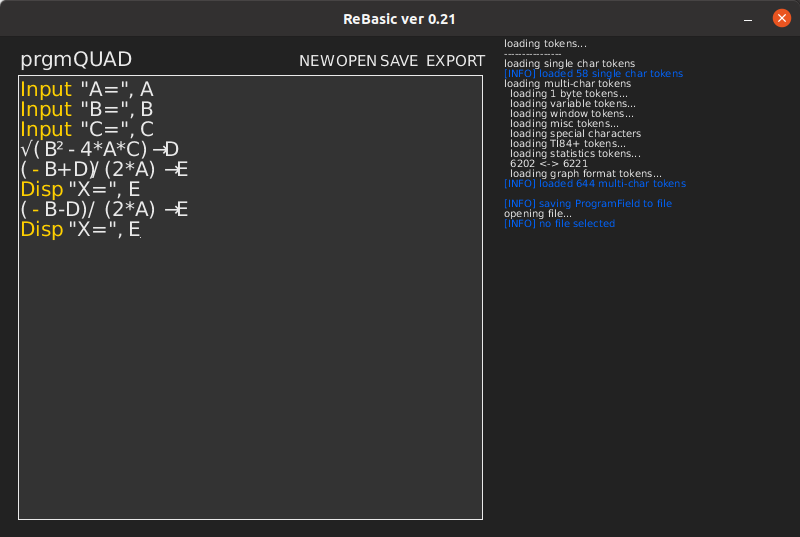 ReBasic ver 0.21
prgmQUAD
NEW OPEN SAVE EXPORT
Input "A=", A
Input "B=", B
Input "C=", C
√( B² - 4*A*C) →D
( - B+D)/ (2*A) →E
Disp "X=", E
( - B-D)/ (2*A) →E
Disp "X=", E
loading tokens...
----------------
loading single char tokens
[INFO] loaded 58 single char tokens
loading multi-char tokens
loading 1 byte tokens...
loading variable tokens...
loading window tokens...
loading misc tokens...
loading special characters
loading TI84+ tokens...
loading statistics tokens...
6202 <-> 6221
loading graph format tokens...
[INFO] loaded 644 multi-char tokens
[INFO] saving ProgramField to file
opening file...
[INFO] no file selected